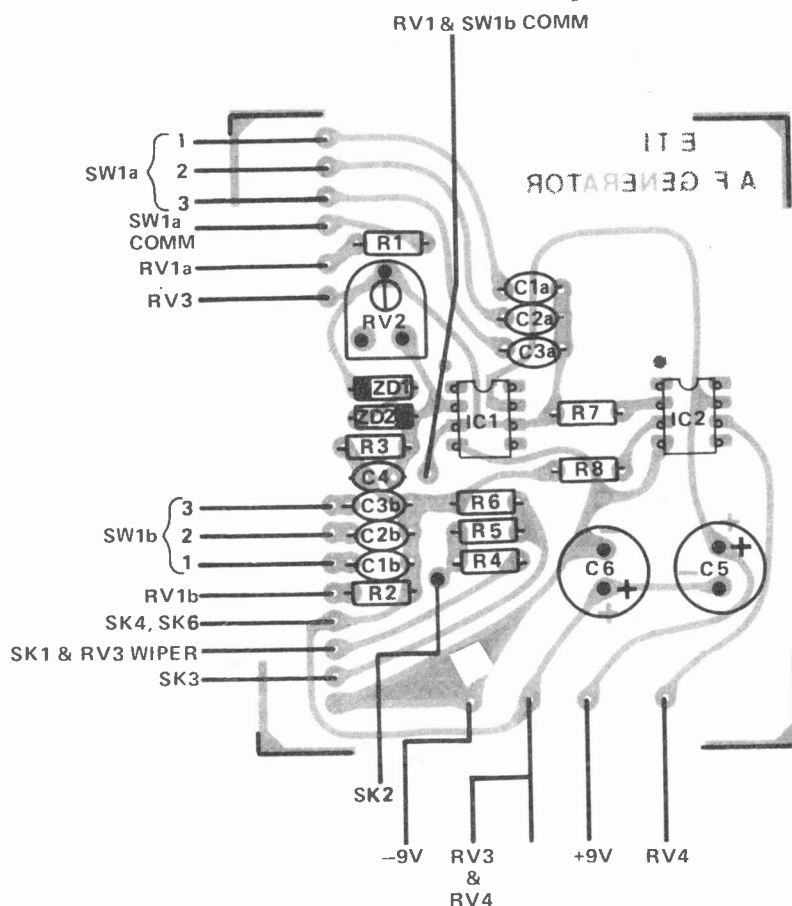 RV1 & SW1b COMM
ETI
AF GENERATOR
SW1a
1
2
3
SW1a
COMM
RV1a
RV3
R1
RV2
C1a
C2a
C3a
ZD1
ZD2
IC1
R7
IC2
R3
R8
C4
SW1b
3
2
1
C3b
C2b
C1b
R6
R5
R4
C6
+
C5
+
RV1b
R2
SK4, SK6
SK1 & RV3 WIPER
SK3
SK2
–9V
RV3
&
RV4
+9V
RV4